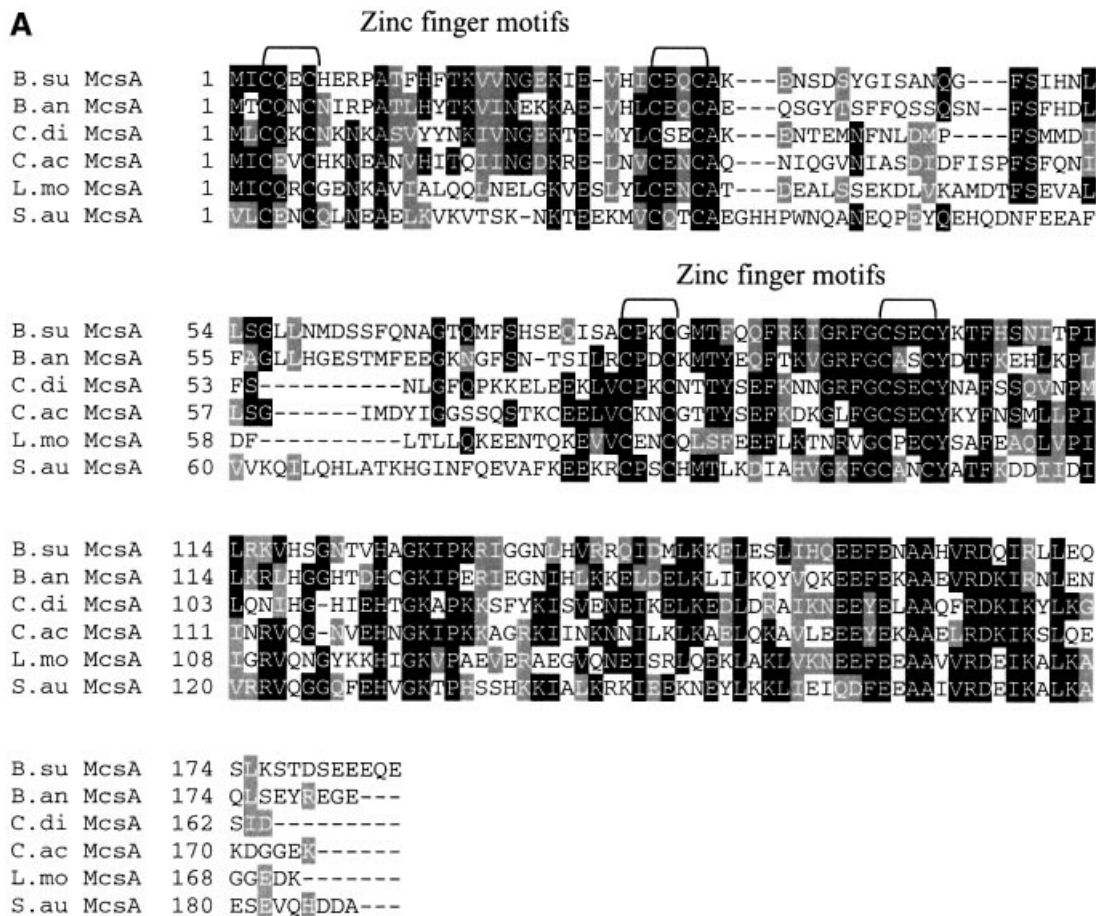 A
Zinc finger motifs
B.su McsA 1 MICQECHERPATFHFTKVVNGEKIE-VHICEQCAK---ENSDSYGISANQG---FSIHNL
B.an McsA 1 MTCQNCNIRPATLHYTKVINEKKAE-VHLCEQCAE---QSGYTSFFQSSQSN--FSFHDL
C.di McsA 1 MLCQKCNKNKASVYYNKIVNGEKTE-MYLCSECAK---ENTEMNFNLDMP----FSMMDI
C.ac McsA 1 MICEVCHKNEANVHITQIINGDKRE-LNVCENCAQ---NIQGVNIASDIDFISPFSFQNI
L.mo McsA 1 MICQRCGENKAVIALQQLNELGKVESLYLCENCAT---DEALSSEKDLVKAMDTFSEVAL
S.au McsA 1 VLCENCQLNEAELKVKVTSK-NKTEEKMVCQTCAEGHHPWNQANEQPEYQEHQDNFEEAF
Zinc finger motifs
B.su McsA 54 LSGLLNMDSSFQNAGTQMFSHSEQISACPKCGMTFQQFRKIGRFGCSECYKTFHSNITPI
B.an McsA 55 FAGLLHGESTMFEEGKNGFSN-TSILRCPDCKMTYEQFTKVGRFGCASCYDTFKEHLKPL
C.di McsA 53 FS----------NLGFQPKKELEEKLVCPKCNTTYSEFKNNGRFGCSECYNAFSSQVNPM
C.ac McsA 57 LSG-------IMDYIGGSSQSTKCEELVCKNCGTTYSEFKDKGLFGCSECYKYFNSMLLPI
L.mo McsA 58 DF----------LTLLQKEENTQKEVVCENCQLSFEEFLKTNRVGCPECYSAFEAQLVPI
S.au McsA 60 VVKQILQHLATKHGINFQEVAFKEEKRCPSCHMTLKDIAHVGKFGCANCYATFKDDIIDI
B.su McsA 114 LRKVHSGNTVHAGKIPKRIGGNLHVRRQIDMLKKELESLIHQEEFENAAHVRDQIRLLEQ
B.an McsA 114 LKRLHGGHTDHCGKIPERIEGNIHLKKELDELKLILKQYVQKEEFEKAAEVRDKIRNLEN
C.di McsA 103 LQNIHG-HIEHTGKAPKKSFYKISVENEIKELKEDLDRAIKNEEYELAAQFRDKIKYLKG
C.ac McsA 111 INRVQG-NVEHNGKIPKKAGRKIINKNNILKLKAELQKAVLEEEYEKAAELRDKIKSLQE
L.mo McsA 108 IGRVQNGYKKHIGKVPAEVERAEGVQNEISRLQEKLAKLVKNEEFEEAAVVRDEIKALKA
S.au McsA 120 VRRVQGGQFEHVGKTPHSSHKKIALKRKIEEKNEYLKKLIEIQDFEEAAIVRDEIKALKA
B.su McsA 174 SLKSTDSEEEQE
B.an McsA 174 QLSEYREGE---
C.di McsA 162 SID---------
C.ac McsA 170 KDGGEK------
L.mo McsA 168 GGEDK-------
S.au McsA 180 ESEVQHDDA---